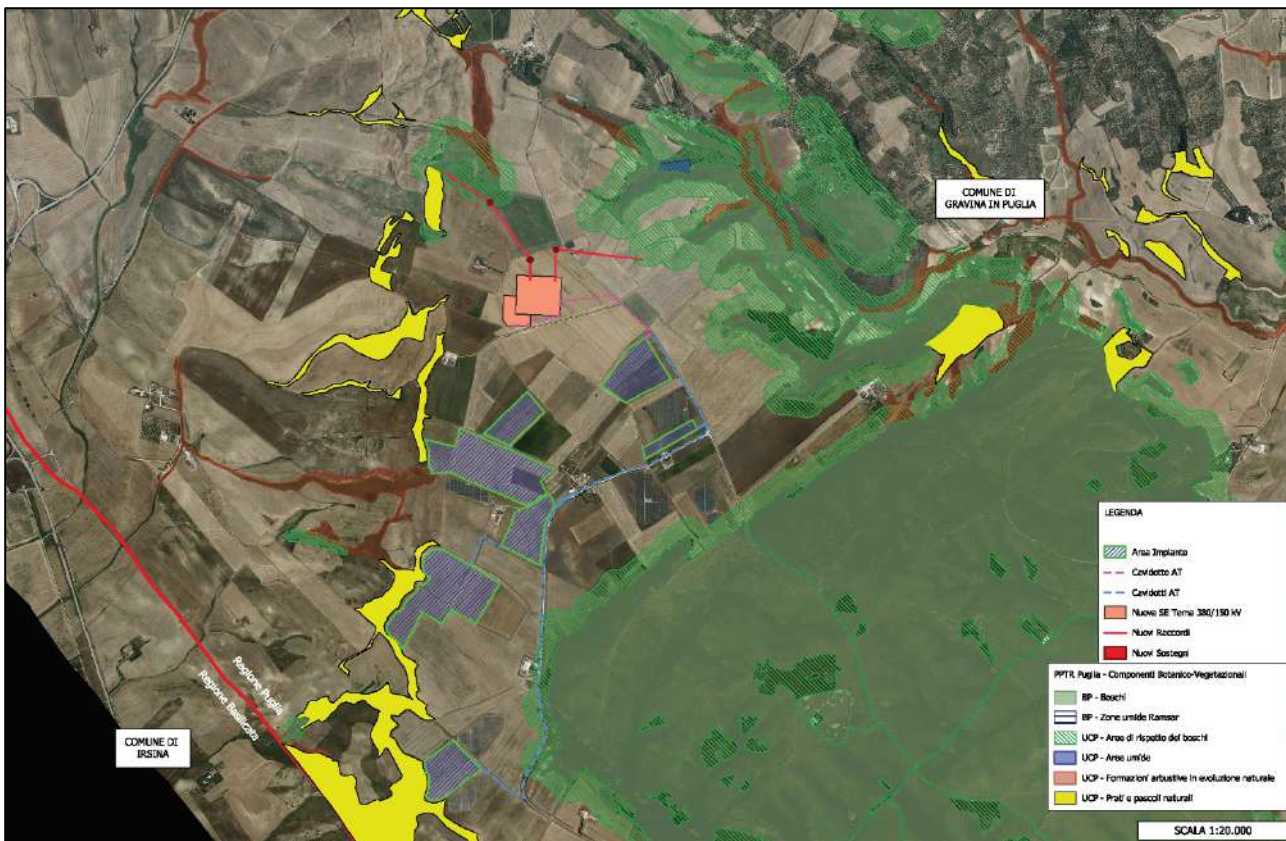 COMUNE DI
GRAVINA IN PUGLIA
Regione Puglia
Regione Basilicata
COMUNE DI
IRSINA
LEGENDA
Area Impianto
Cavidotto AT
Cavidotti AT
Nuova SE Terna 380/150 kV
Nuovi Raccordi
Nuovi Sostegni
PPTR Puglia - Componenti Botanico-Vegetazionali
BP - Boschi
BP - Zone umide Ramsar
UCP - Aree di rispetto dei boschi
UCP - Aree umide
UCP - Formazioni arbustive in evoluzione naturale
UCP - Prati e pascoli naturali
SCALA 1:20.000